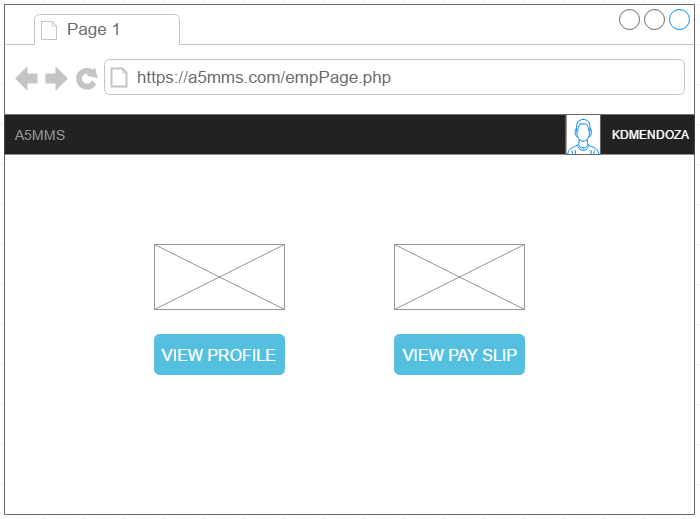 Page 1
https://a5mms.com/empPage.php
A5MMS
KDMENDOZA
VIEW PROFILE
VIEW PAY SLIP